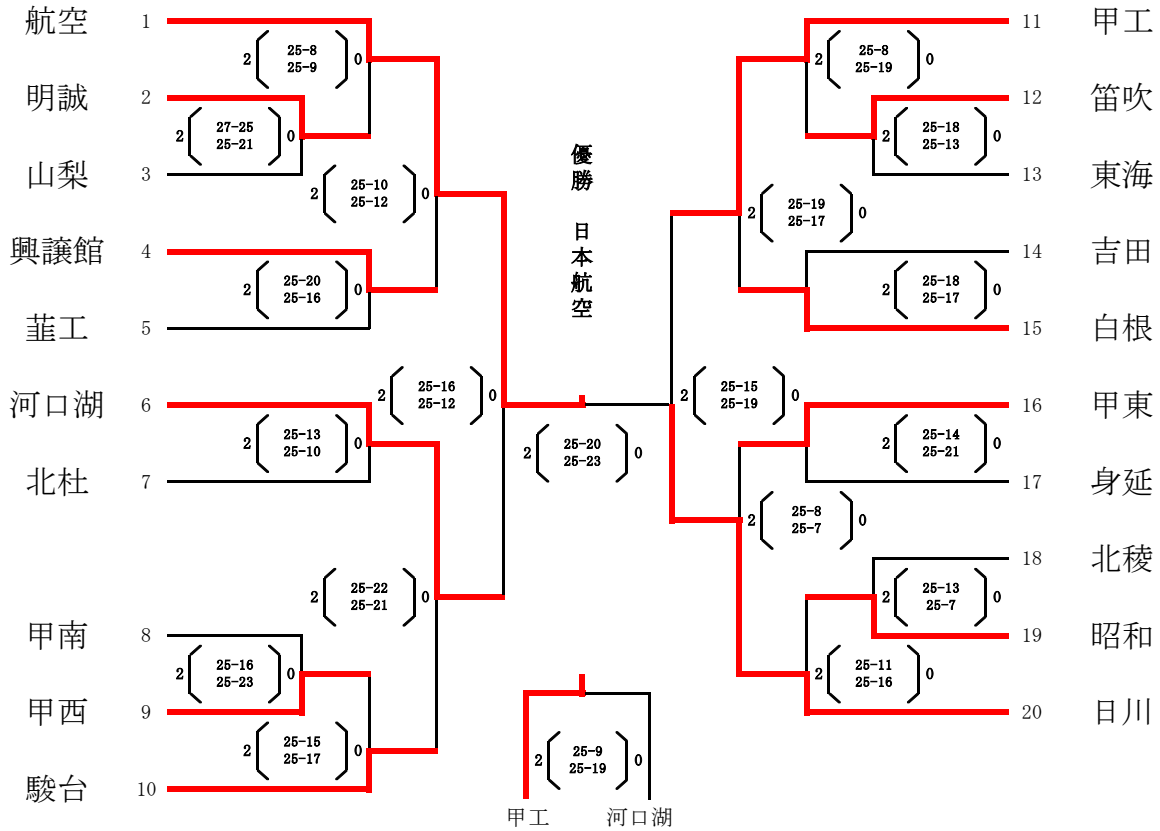 航空 1
2 25-8 0
25-9
明誠 2
2 27-25 0
25-21
山梨 3
2 25-10 0
25-12
興譲館 4
2 25-20 0
25-16
韮工 5
2 25-16 0
25-12
河口湖 6
2 25-13 0
25-10
北杜 7
2 25-22 0
25-21
甲南 8
2 25-16 0
25-23
甲西 9
2 25-15 0
25-17
駿台 10
優勝 日本航空
2 25-20 0
25-23
2 25-9 0
25-19
甲工 河口湖
11 甲工
2 25-8 0
25-19
12 笛吹
2 25-18 0
25-13
13 東海
2 25-19 0
25-17
14 吉田
2 25-18 0
25-17
15 白根
2 25-15 0
25-19
16 甲東
2 25-14 0
25-21
17 身延
2 25-8 0
25-7
18 北稜
2 25-13 0
25-7
19 昭和
2 25-11 0
25-16
20 日川